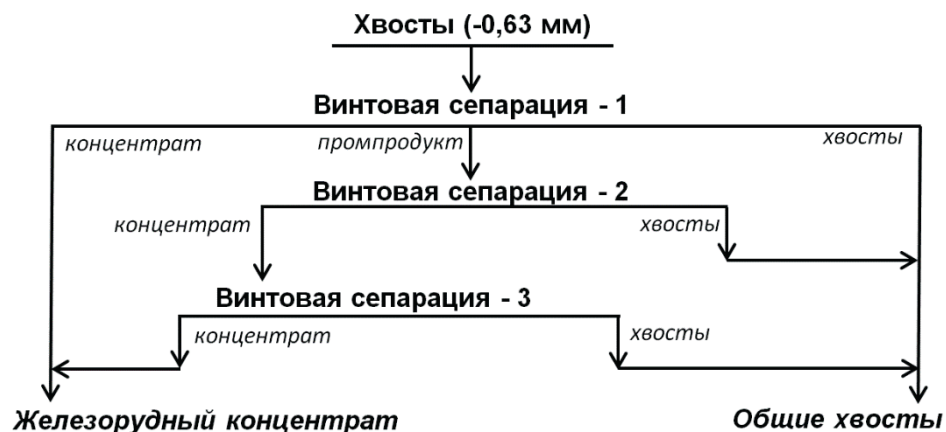 Хвосты (-0,63 мм)
Винтовая сепарация - 1
концентрат
промпродукт
хвосты
Винтовая сепарация - 2
концентрат
хвосты
Винтовая сепарация - 3
концентрат
хвосты
Железорудный концентрат
Общие хвосты